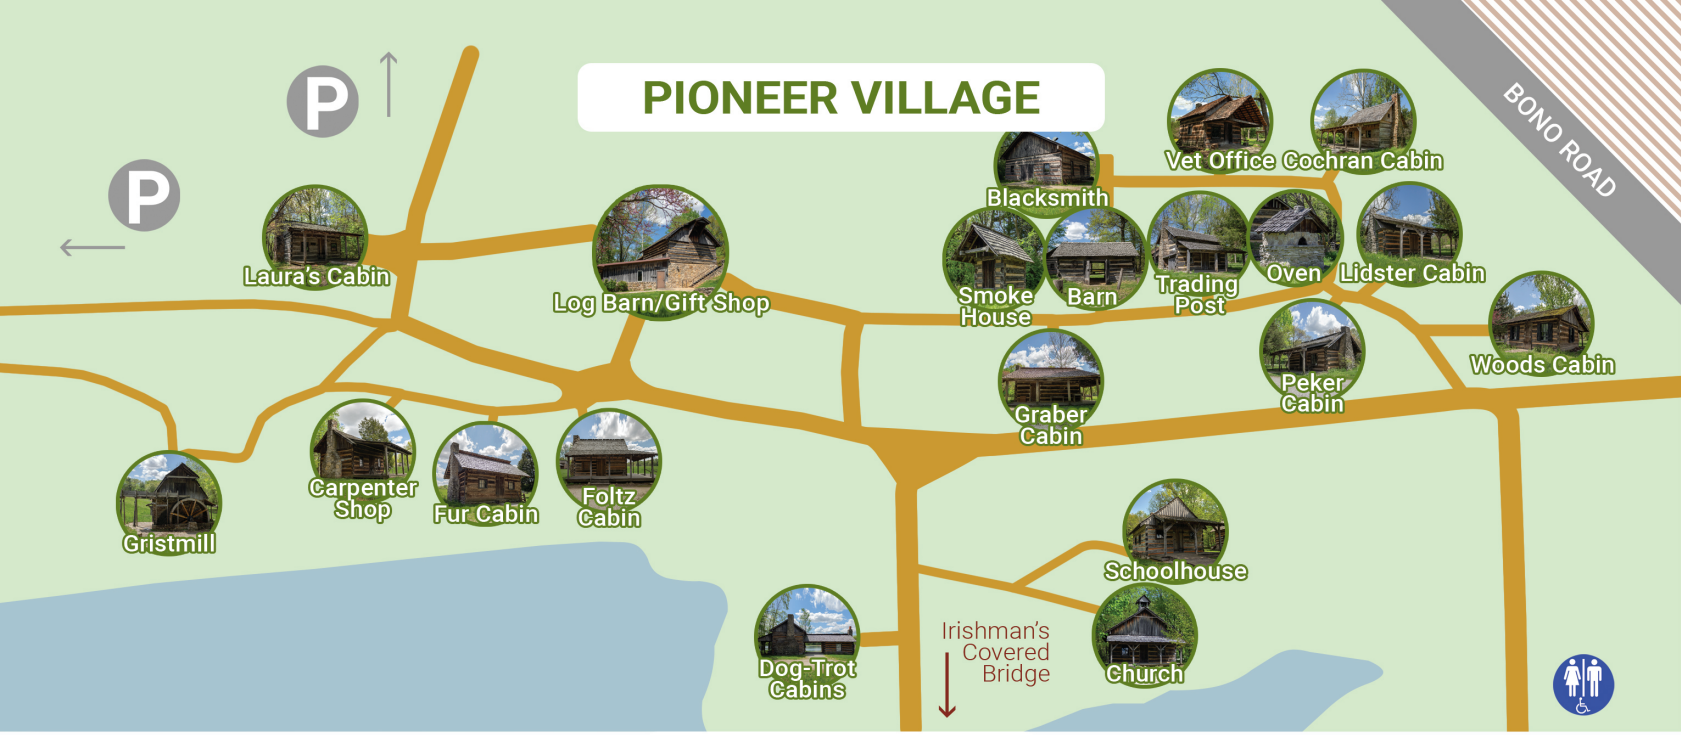 PIONEER VILLAGE
P
P
BONO ROAD
Vet Office
Cochran Cabin
Blacksmith
Laura's Cabin
Log Barn/Gift Shop
Smoke
House
Barn
Trading
Post
Oven
Lidster Cabin
Woods Cabin
Peker
Cabin
Graber
Cabin
Carpenter
Shop
Fur Cabin
Foltz
Cabin
Gristmill
Schoolhouse
Church
Dog-Trot
Cabins
Irishman's
Covered
Bridge